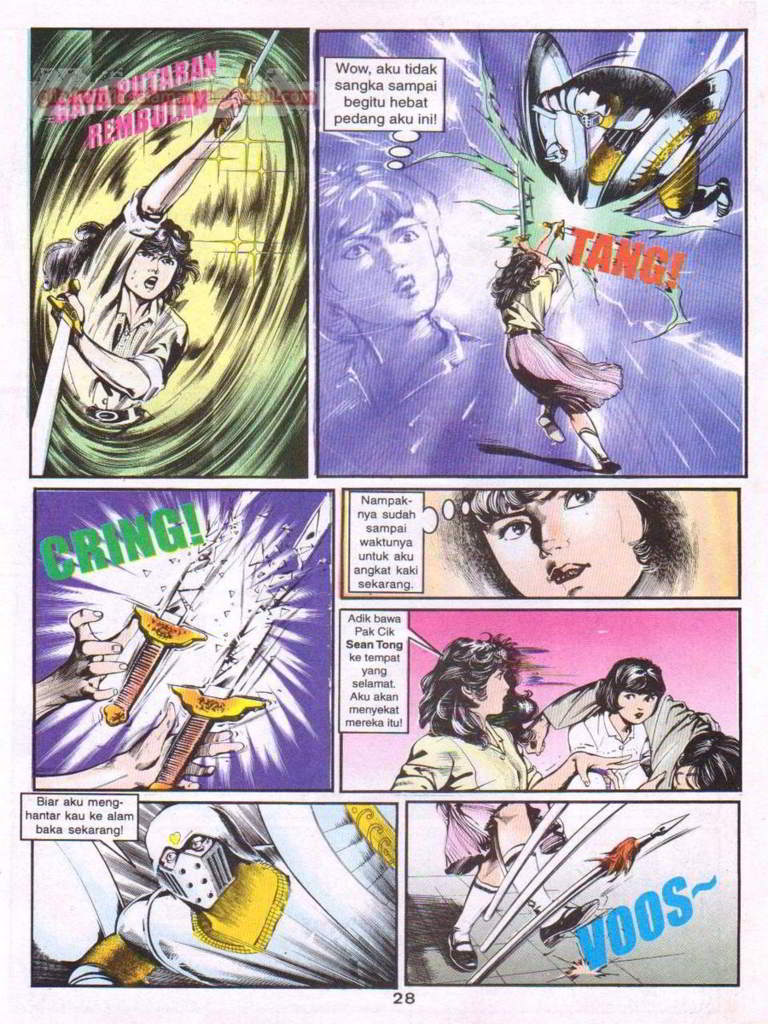 GAYA PUTARAN
REMBULAN
Wow, aku tidak
sangka sampai
begitu hebat
pedang aku ini!
TANG!
CRING!
Nampak-
nya sudah
sampai
waktunya
untuk aku
angkat kaki
sekarang.
Adik bawa
Pak Cik
Sean Tong
ke tempat
yang
selamat.
Aku akan
menyekat
mereka itu!
Biar aku meng-
hantar kau ke alam
baka sekarang!
VOOS~
28